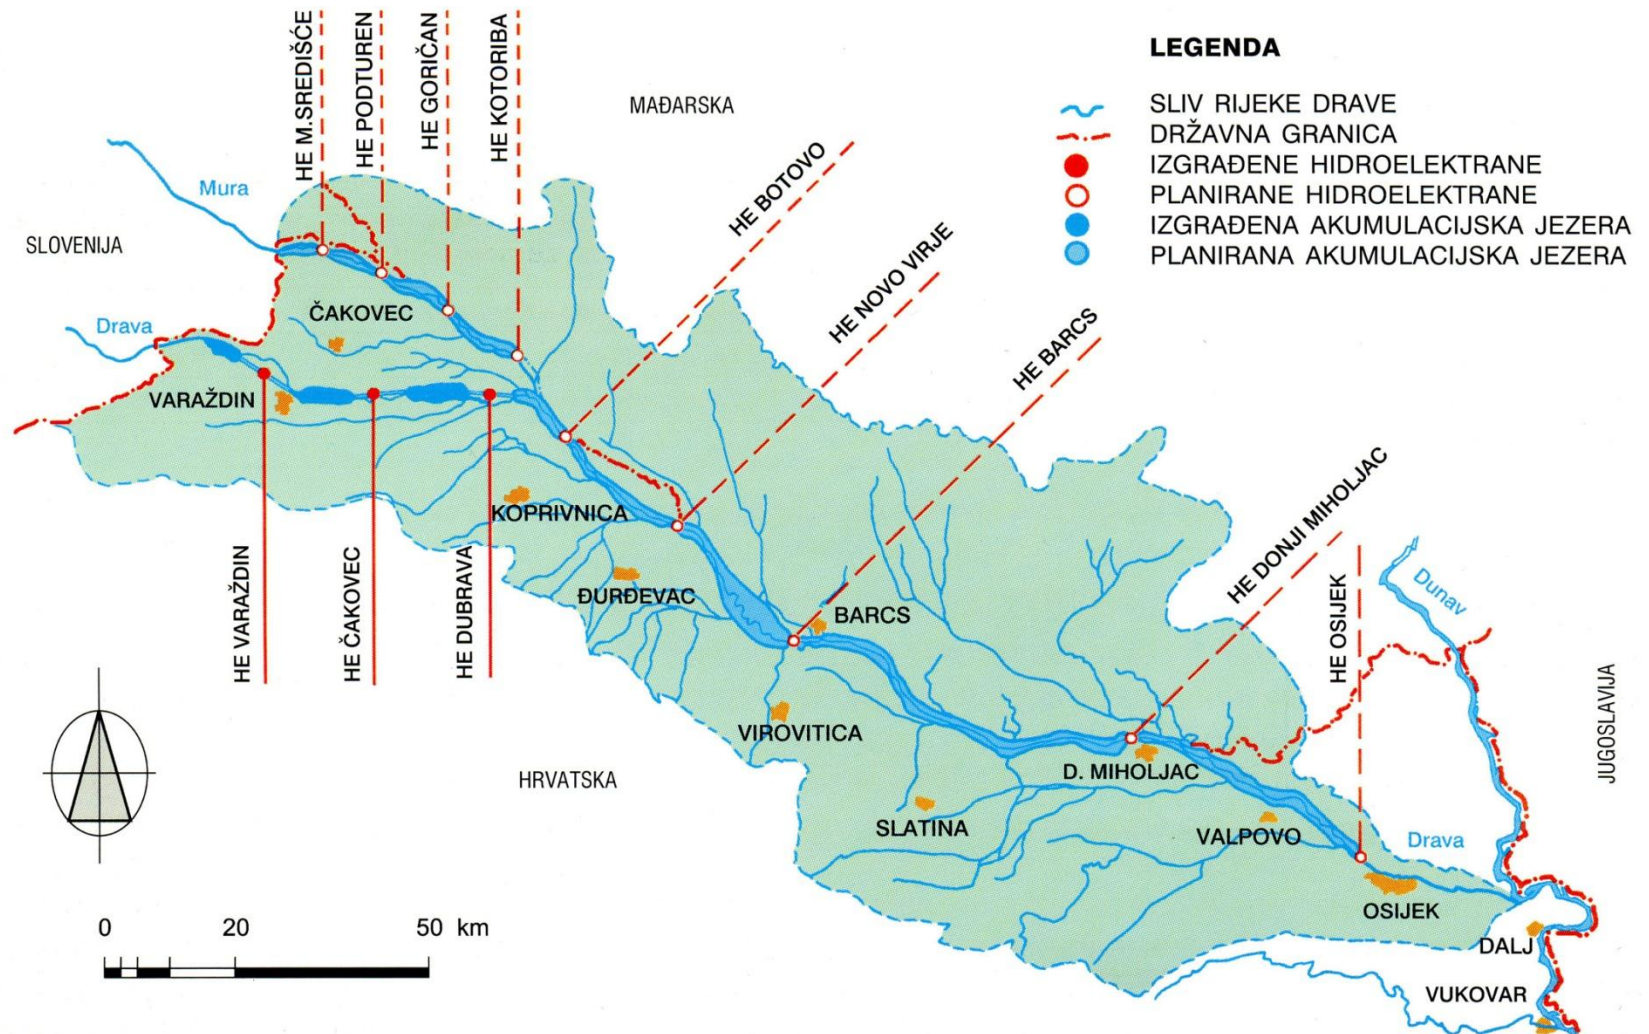 LEGENDA
SLIV RIJEKE DRAVE
DRŽAVNA GRANICA
IZGRAĐENE HIDROELEKTRANE
PLANIRANE HIDROELEKTRANE
IZGRAĐENA AKUMULACIJSKA JEZERA
PLANIRANA AKUMULACIJSKA JEZERA
HE M.SREDIŠĆE
HE PODTUREN
HE GORIČAN
HE KOTORIBA
MAĐARSKA
HE BOTOVO
HE NOVO VIRJE
HE BARCS
HE DONJI MIHOLJAC
HE OSIJEK
Mura
SLOVENIJA
Drava
ČAKOVEC
VARAŽDIN
KOPRIVNICA
ĐURĐEVAC
HE VARAŽDIN
HE ČAKOVEC
HE DUBRAVA
BARCS
VIROVITICA
HRVATSKA
Dunav
JUGOSLAVIJA
D. MIHOLJAC
SLATINA
VALPOVO
Drava
OSIJEK
DALJ
VUKOVAR
0 20 50 km